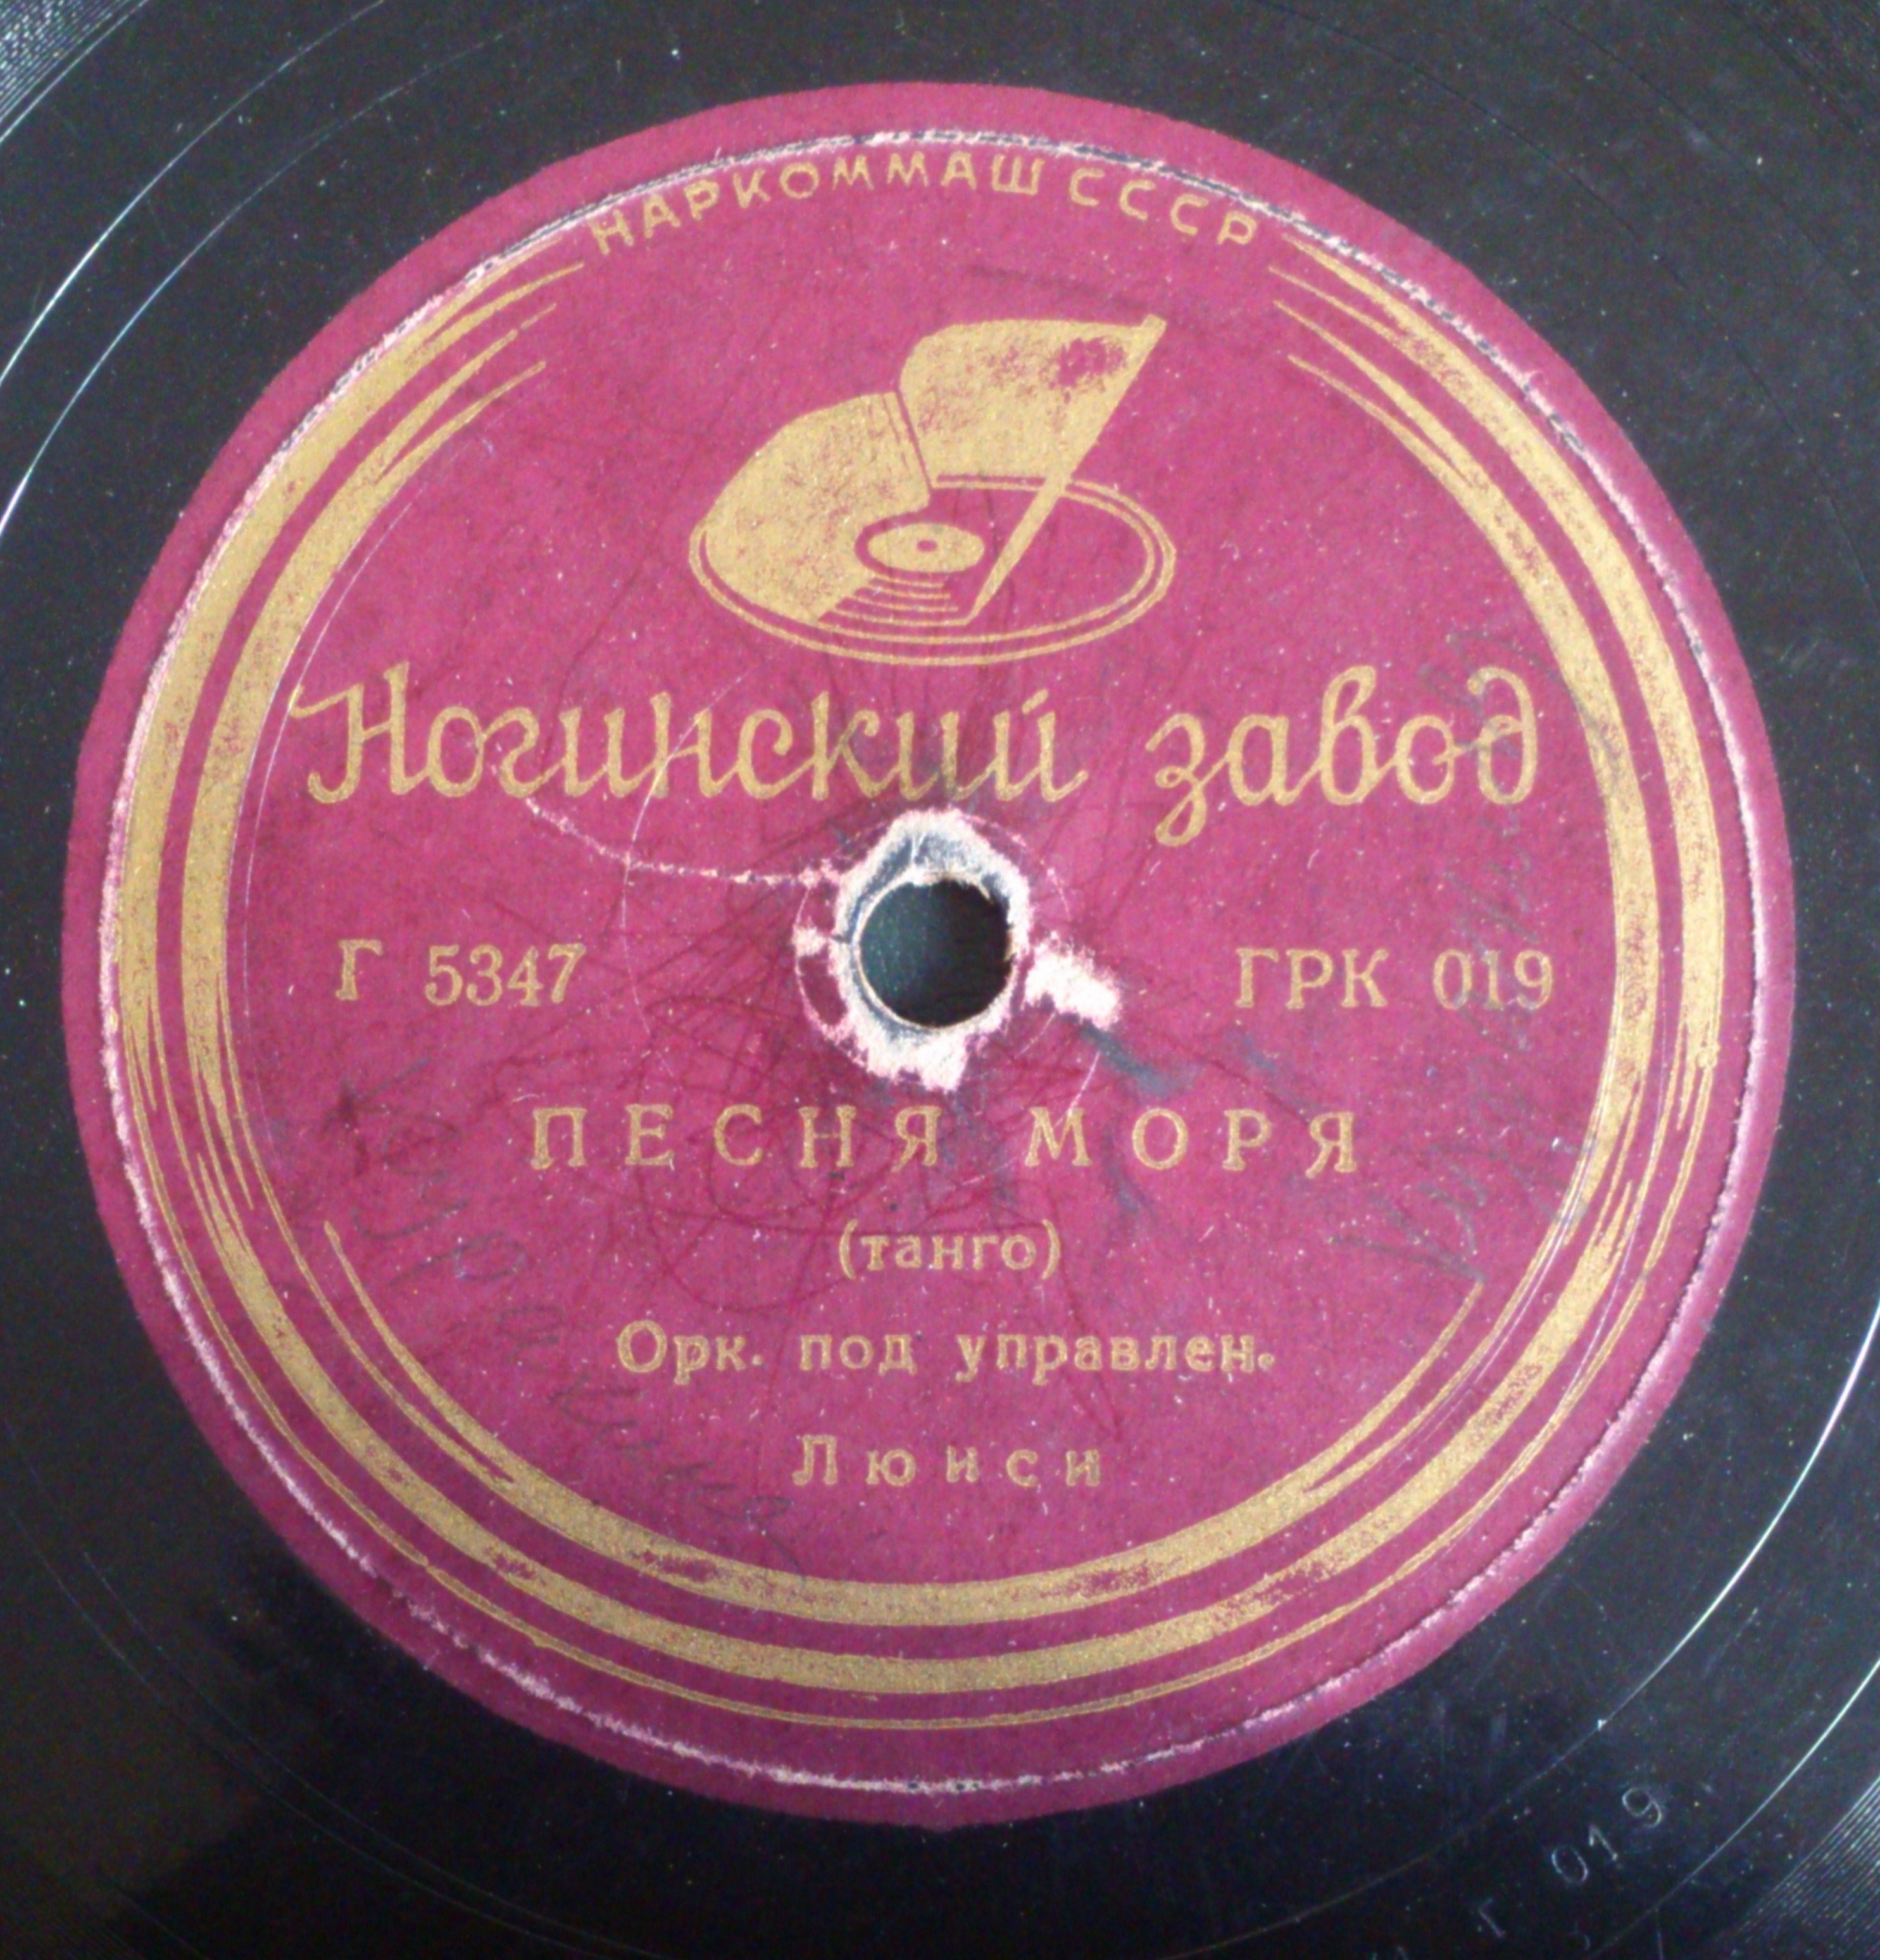 НАРКОММАШ СССР
Ногинский завод
Г 5347
ГРК 019
ПЕСНЯ МОРЯ
(танго)
Орк. под управлен.
Люиси
Г 019